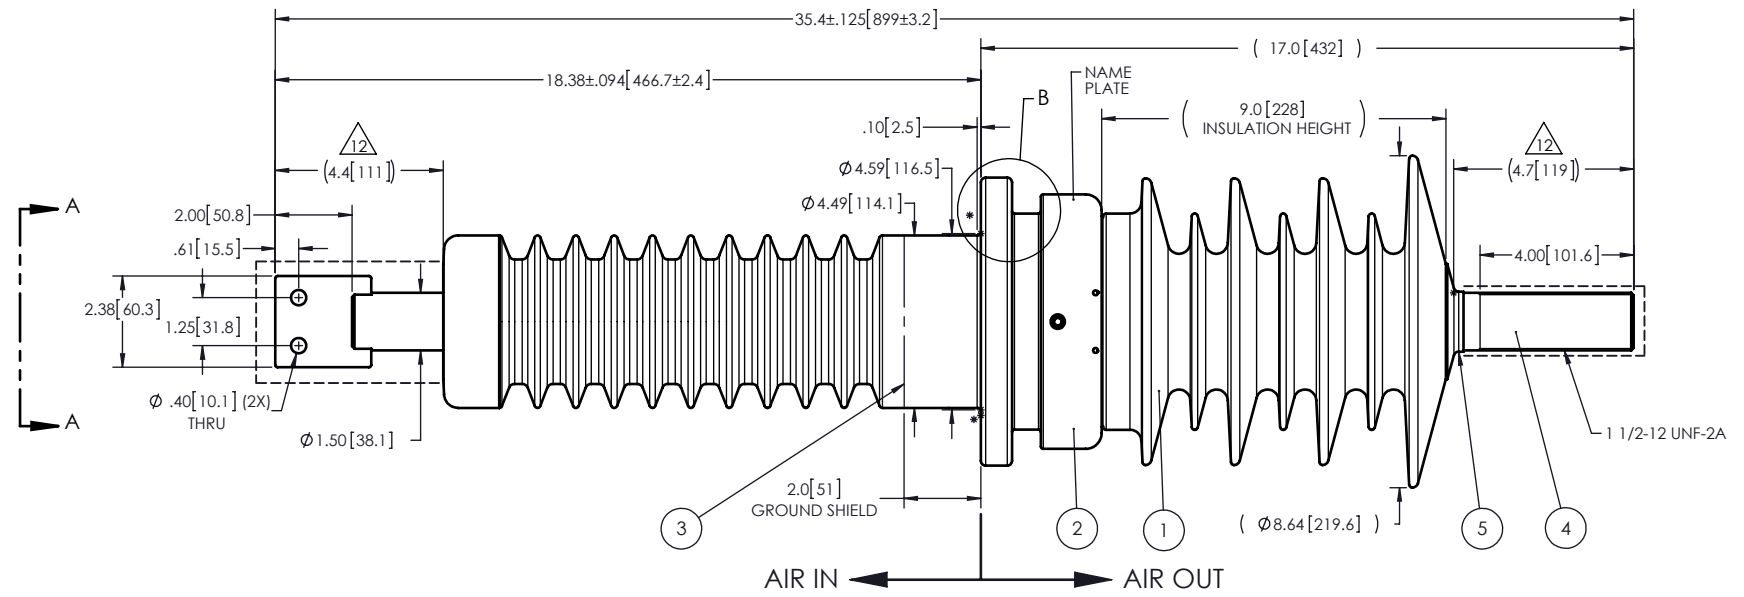 35.4±.125[899±3.2]
( 17.0[432] )
18.38±.094[466.7±2.4]
NAME
PLATE
B
( 9.0[228] )
INSULATION HEIGHT
.10[2.5]
12
(4.4[111])
12
(4.7[119])
Ø4.59[116.5]
Ø4.49[114.1]
A
2.00[50.8]
.61[15.5]
4.00[101.6]
2.38[60.3]
1.25[31.8]
Ø .40[10.1] (2X)
THRU
A
Ø1.50[38.1]
1 1/2-12 UNF-2A
2.0[51]
GROUND SHIELD
3
2
1
( Ø8.64[219.6] )
5
4
AIR IN
AIR OUT